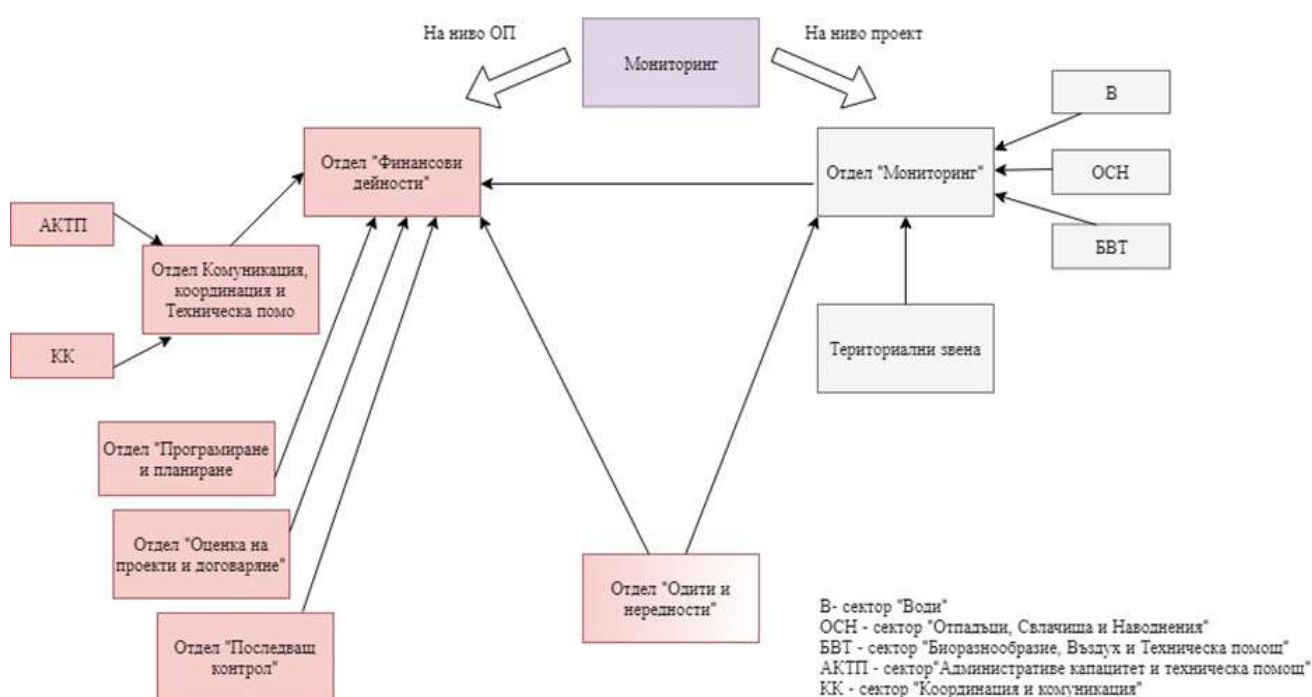 На ниво ОП
Мониторинг
На ниво проект
Отдел "Финансови
дейности"
Отдел "Мониторинг"
В
ОСН
БВТ
АКТП
Отдел Комуникация,
координация и
Техническа помо
КК
Териториални звена
Отдел "Програмиране
и планиране
Отдел "Оценка на
проекти и договаряне"
Отдел "Последващ
контрол"
Отдел "Одити и
нередности"
В- сектор "Води"
ОСН - сектор "Отпадъци, Свлачища и Наводнения"
БВТ - сектор "Биоразнообразие, Въздух и Техническа помощ"
АКТП - сектор"Административе капацитет и техническа помощ"
КК - сектор "Координация и комуникация"